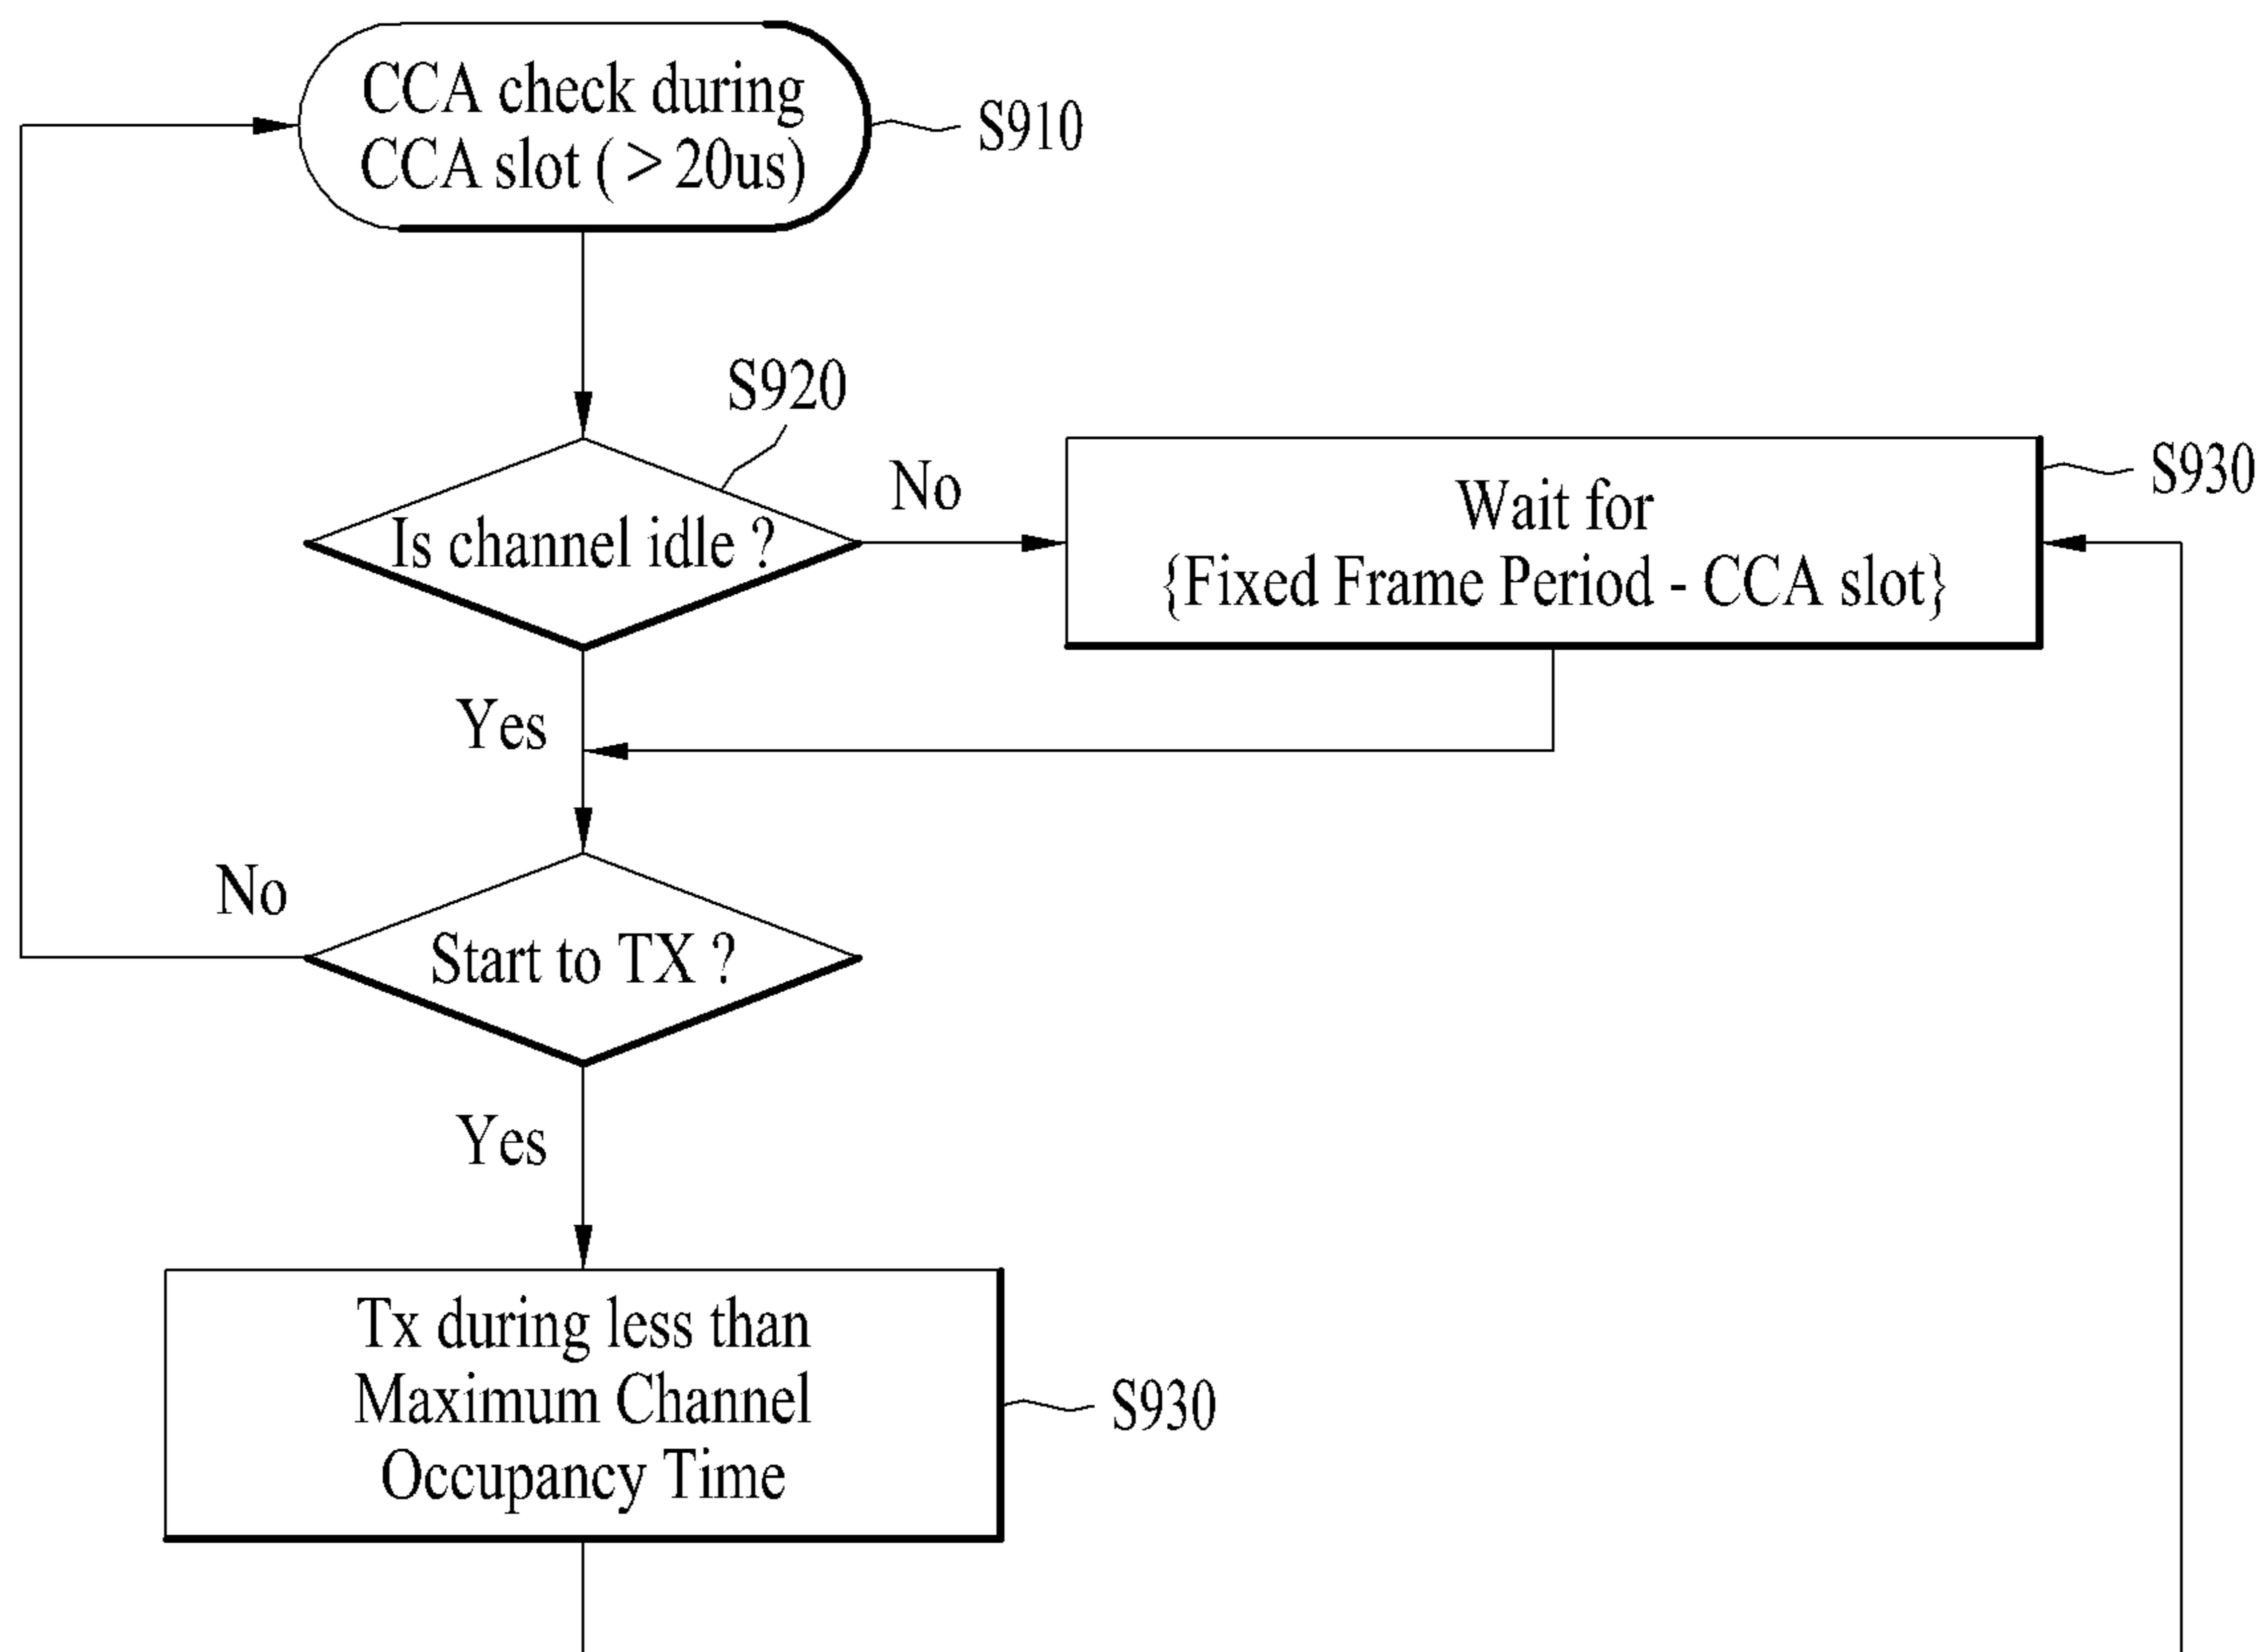 CCA check during
CCA slot ( > 20us)
S910
S920
Is channel idle ?
No
Wait for
{Fixed Frame Period - CCA slot}
S930
Yes
No
Start to TX ?
Yes
Tx during less than
Maximum Channel
Occupancy Time
S930